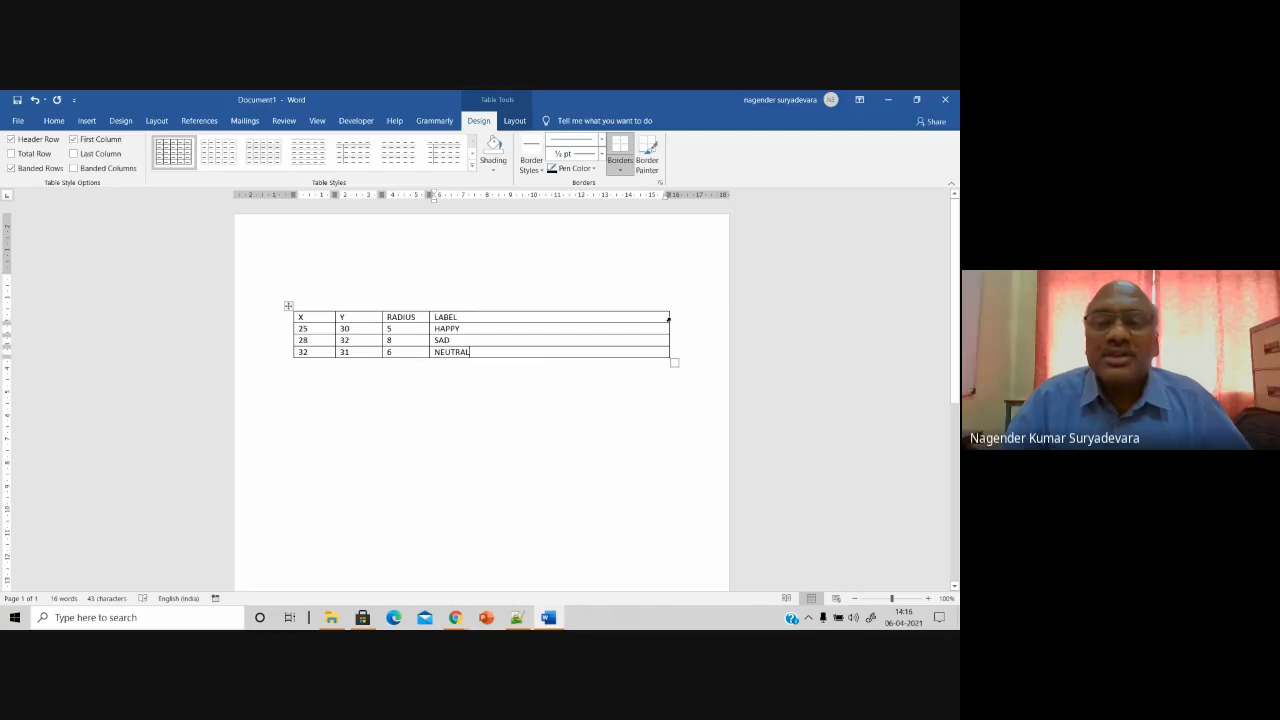 Document1 - Word
Table Tools
nagender suryadevara
NS
File Home Insert Design Layout References Mailings Review View Developer Help Grammarly Design Layout Tell me what you want to do
Share
Header Row First Column
Total Row Last Column
Banded Rows Banded Columns
Table Style Options
Table Styles
Shading
Border Styles
½ pt
Pen Color
Borders
Border Painter
Borders
X Y RADIUS LABEL
25 30 5 HAPPY
28 32 8 SAD
32 31 6 NEUTRAL
Nagender Kumar Suryadevara
Page 1 of 1 16 words 43 characters English (India)
100%
Type here to search
14:16
06-04-2021